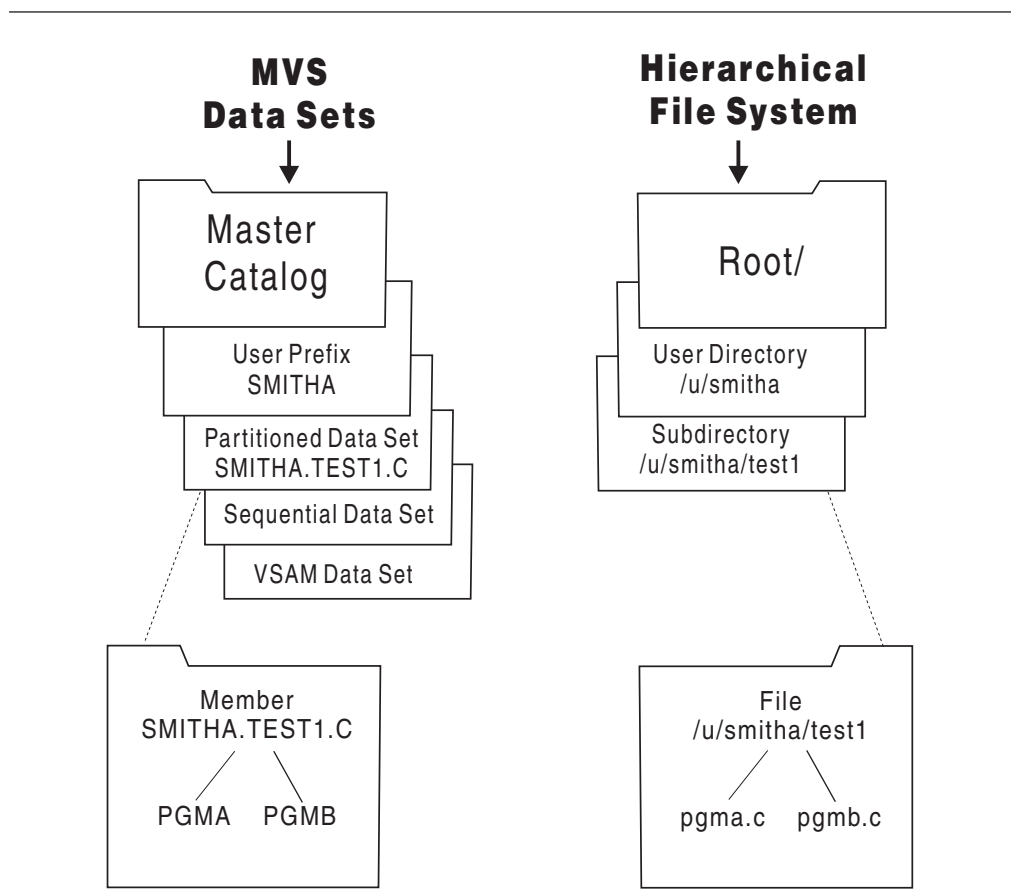 MVS
Data Sets
Master
Catalog
User Prefix
SMITHA
Partitioned Data Set
SMITHA.TEST1.C
Sequential Data Set
VSAM Data Set
Member
SMITHA.TEST1.C
PGMA PGMB
Hierarchical
File System
Root/
User Directory
/u/smitha
Subdirectory
/u/smitha/test1
File
/u/smitha/test1
pgma.c pgmb.c